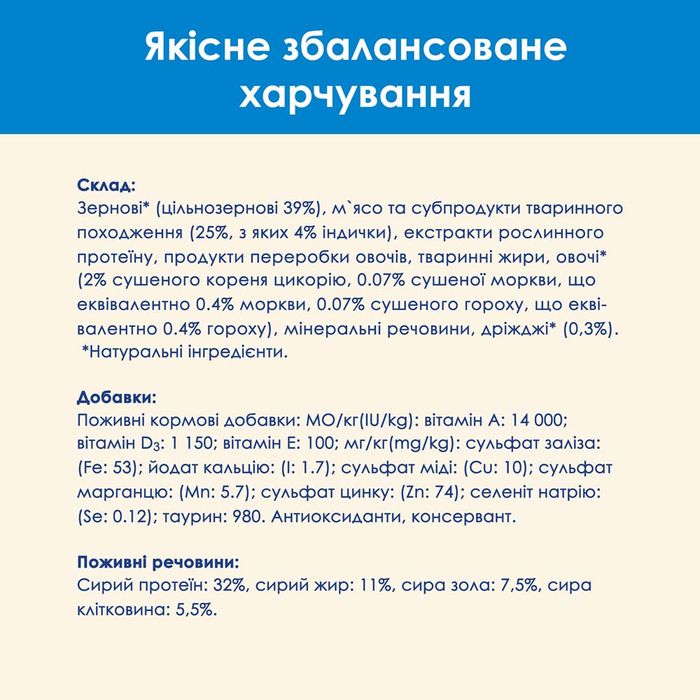 Якісне збалансоване
харчування
Склад:
Зернові* (цільнозернові 39%), м`ясо та субпродукти тваринного
походження (25%, з яких 4% індички), екстракти рослинного
протеїну, продукти переробки овочів, тваринні жири, овочі*
(2% сушеного кореня цикорію, 0.07% сушеної моркви, що
еквівалентно 0.4% моркви, 0.07% сушеного гороху, що екві-
валентно 0.4% гороху), мінеральні речовини, дріжджі* (0,3%).
*Натуральні інгредієнти.
Добавки:
Поживні кормові добавки: МО/кг(IU/kg): вітамін А: 14 000;
вітамін D₃: 1 150; вітамін Е: 100; мг/кг(mg/kg): сульфат заліза:
(Fe: 53); йодат кальцію: (I: 1.7); сульфат міді: (Cu: 10); сульфат
марганцю: (Mn: 5.7); сульфат цинку: (Zn: 74); селеніт натрію:
(Se: 0.12); таурин: 980. Антиоксиданти, консервант.
Поживні речовини:
Сирий протеїн: 32%, сирий жир: 11%, сира зола: 7,5%, сира
клітковина: 5,5%.